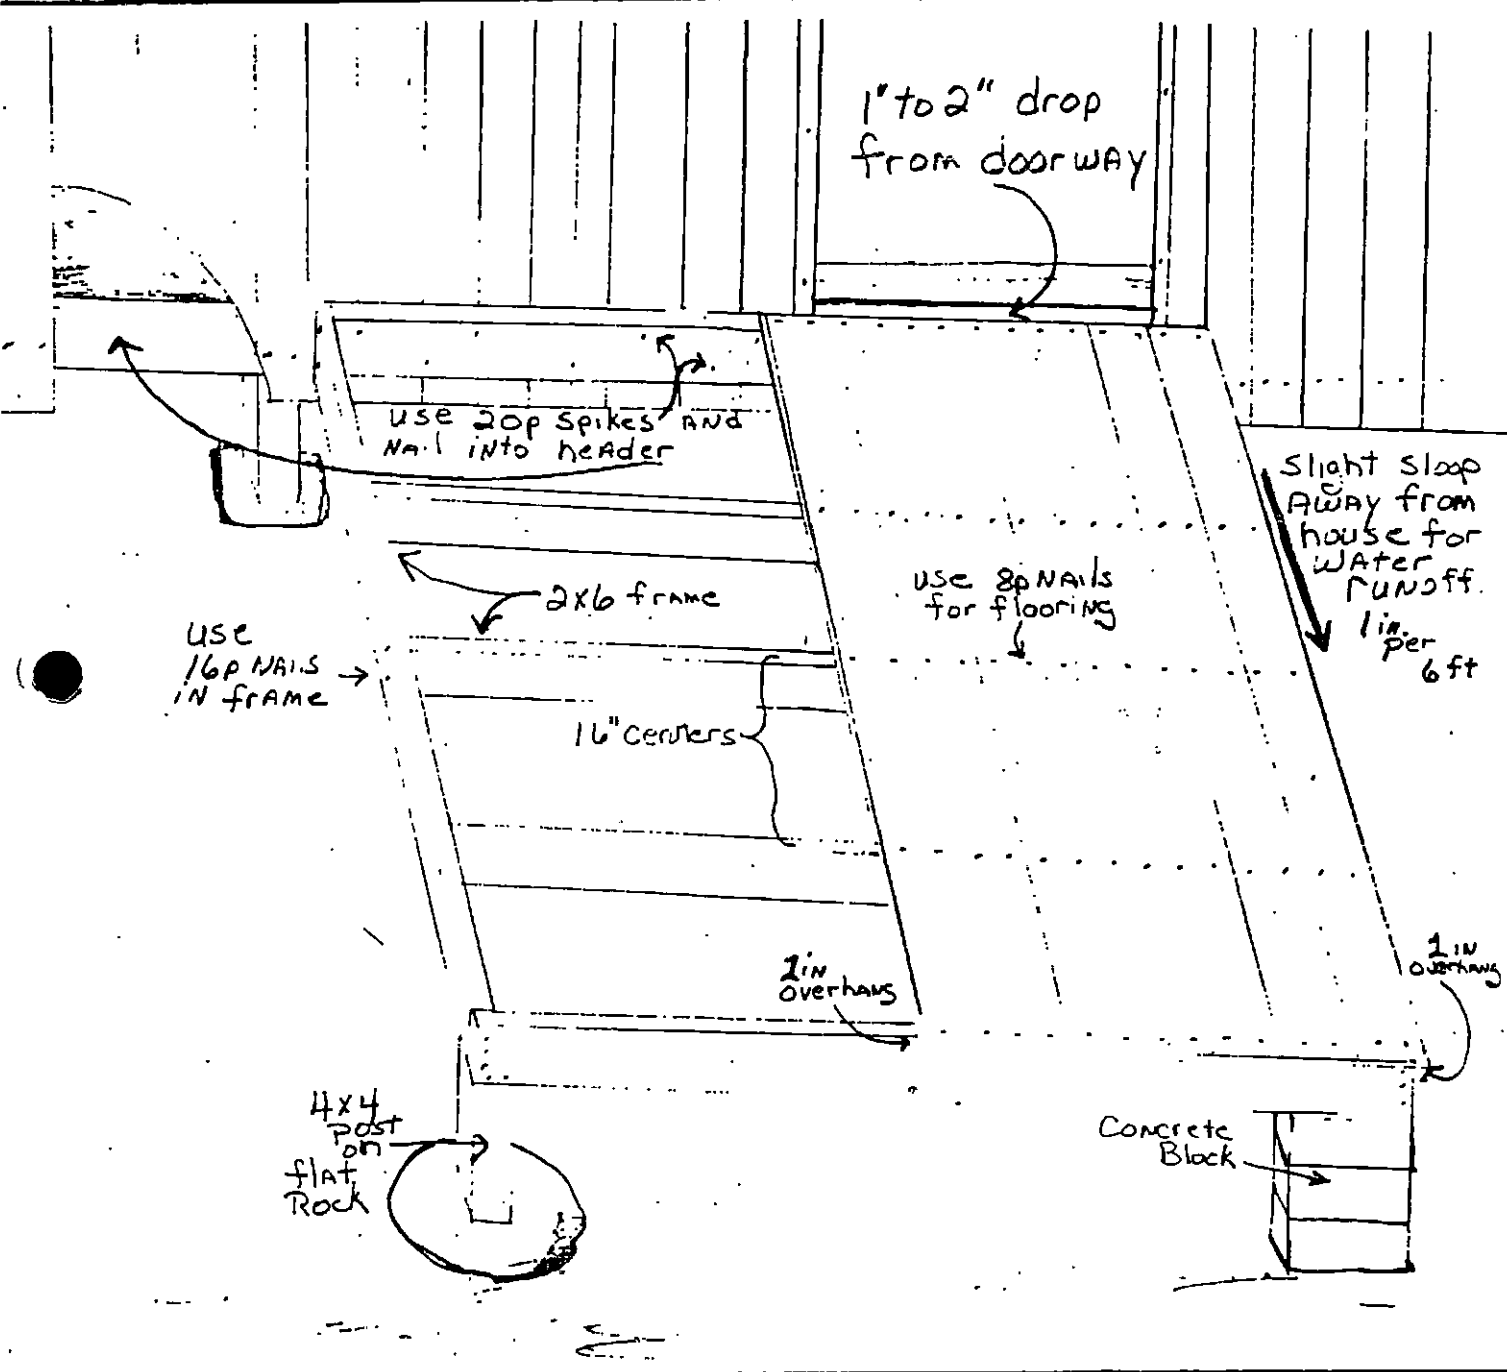 1" to 2" drop
from doorway
use 20p spikes AND
Nail into header
Slight Sloop
Away from
house for
Water
runoff.
1 in.
per
6 ft
2x6 frame
use 8p Nails
for flooring
use
16p Nails
in frame
16" Centers
1 in
overhang
1 in
overhang
4x4
post
on
flat
Rock
Concrete
Block